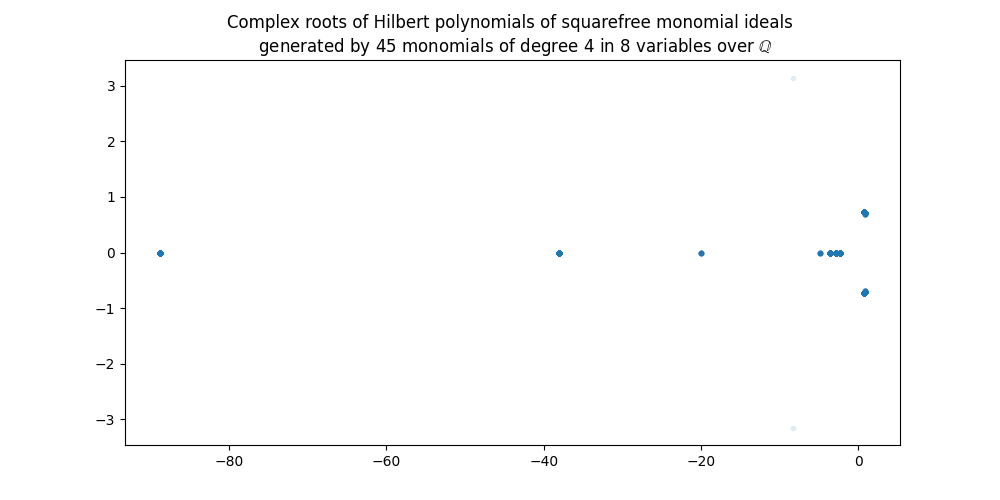 Complex roots of Hilbert polynomials of squarefree monomial ideals
generated by 45 monomials of degree 4 in 8 variables over ℚ
3
2
1
0
−1
−2
−3
−80 −60 −40 −20 0